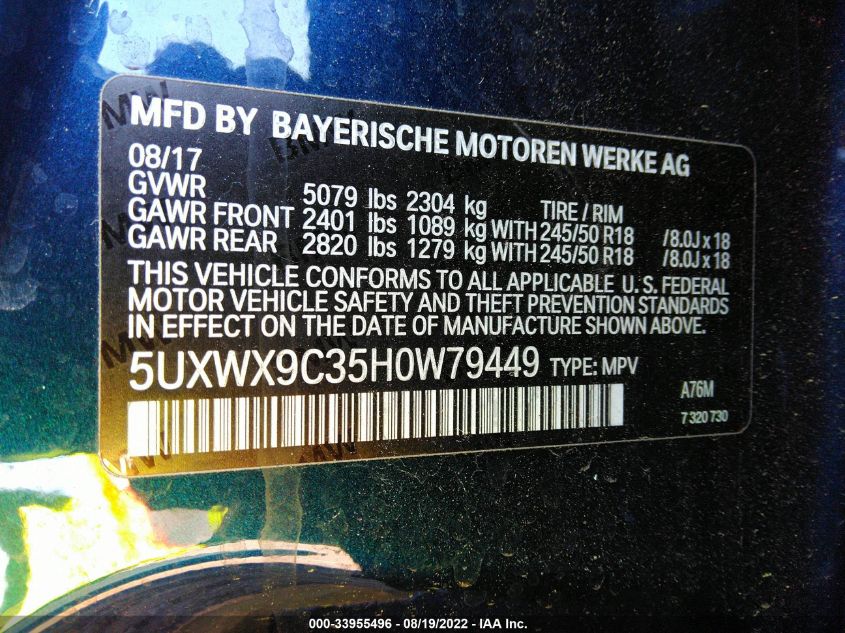 MFD BY BAYERISCHE MOTOREN WERKE AG
08/17
GVWR 5079 lbs 2304 kg TIRE / RIM
GAWR FRONT 2401 lbs 1089 kg WITH 245/50 R18 /8.0J x 18
GAWR REAR 2820 lbs 1279 kg WITH 245/50 R18 /8.0J x 18
THIS VEHICLE CONFORMS TO ALL APPLICABLE U.S. FEDERAL
MOTOR VEHICLE SAFETY AND THEFT PREVENTION STANDARDS
IN EFFECT ON THE DATE OF MANUFACTURE SHOWN ABOVE.
5UXWX9C35H0W79449 TYPE: MPV
A76M
7 320 730
000-33955496 - 08/19/2022 - IAA Inc.